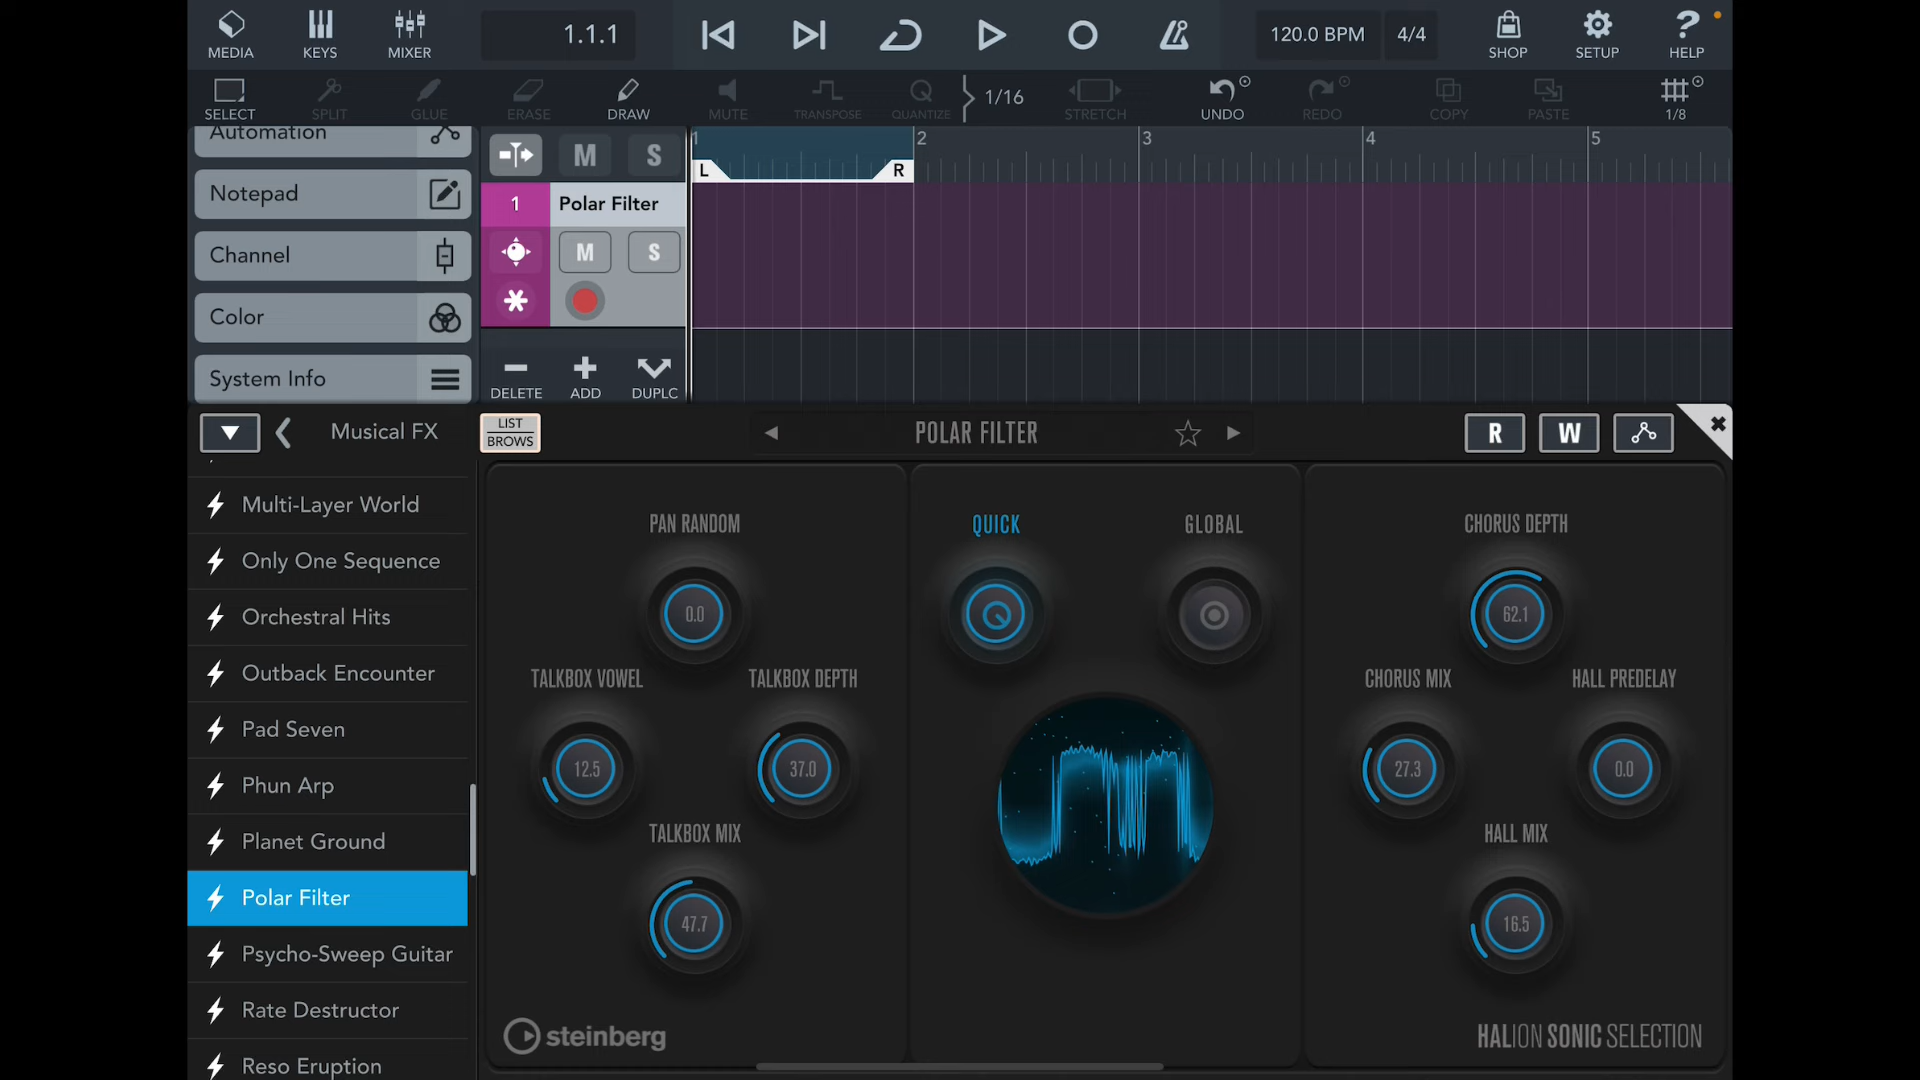 MEDIA KEYS MIXER 1.1.1 120.0 BPM 4/4 SHOP SETUP HELP
SELECT SPLIT GLUE ERASE DRAW MUTE TRANSPOSE QUANTIZE 1/16 STRETCH UNDO REDO COPY PASTE 1/8
Automation
M S
1 2 3 4 5
L R
Notepad
1 Polar Filter
Channel
M S
Color
System Info
DELETE ADD DUPLC
Musical FX
LIST
BROWS
POLAR FILTER
R W
Multi-Layer World
Only One Sequence
Orchestral Hits
Outback Encounter
Pad Seven
Phun Arp
Planet Ground
Polar Filter
Psycho-Sweep Guitar
Rate Destructor
Reso Eruption
PAN RANDOM
0.0
TALKBOX VOWEL
12.5
TALKBOX DEPTH
37.0
TALKBOX MIX
47.7
QUICK
GLOBAL
CHORUS DEPTH
62.1
CHORUS MIX
27.3
HALL PREDELAY
0.0
HALL MIX
16.5
steinberg
HALION SONIC SELECTION